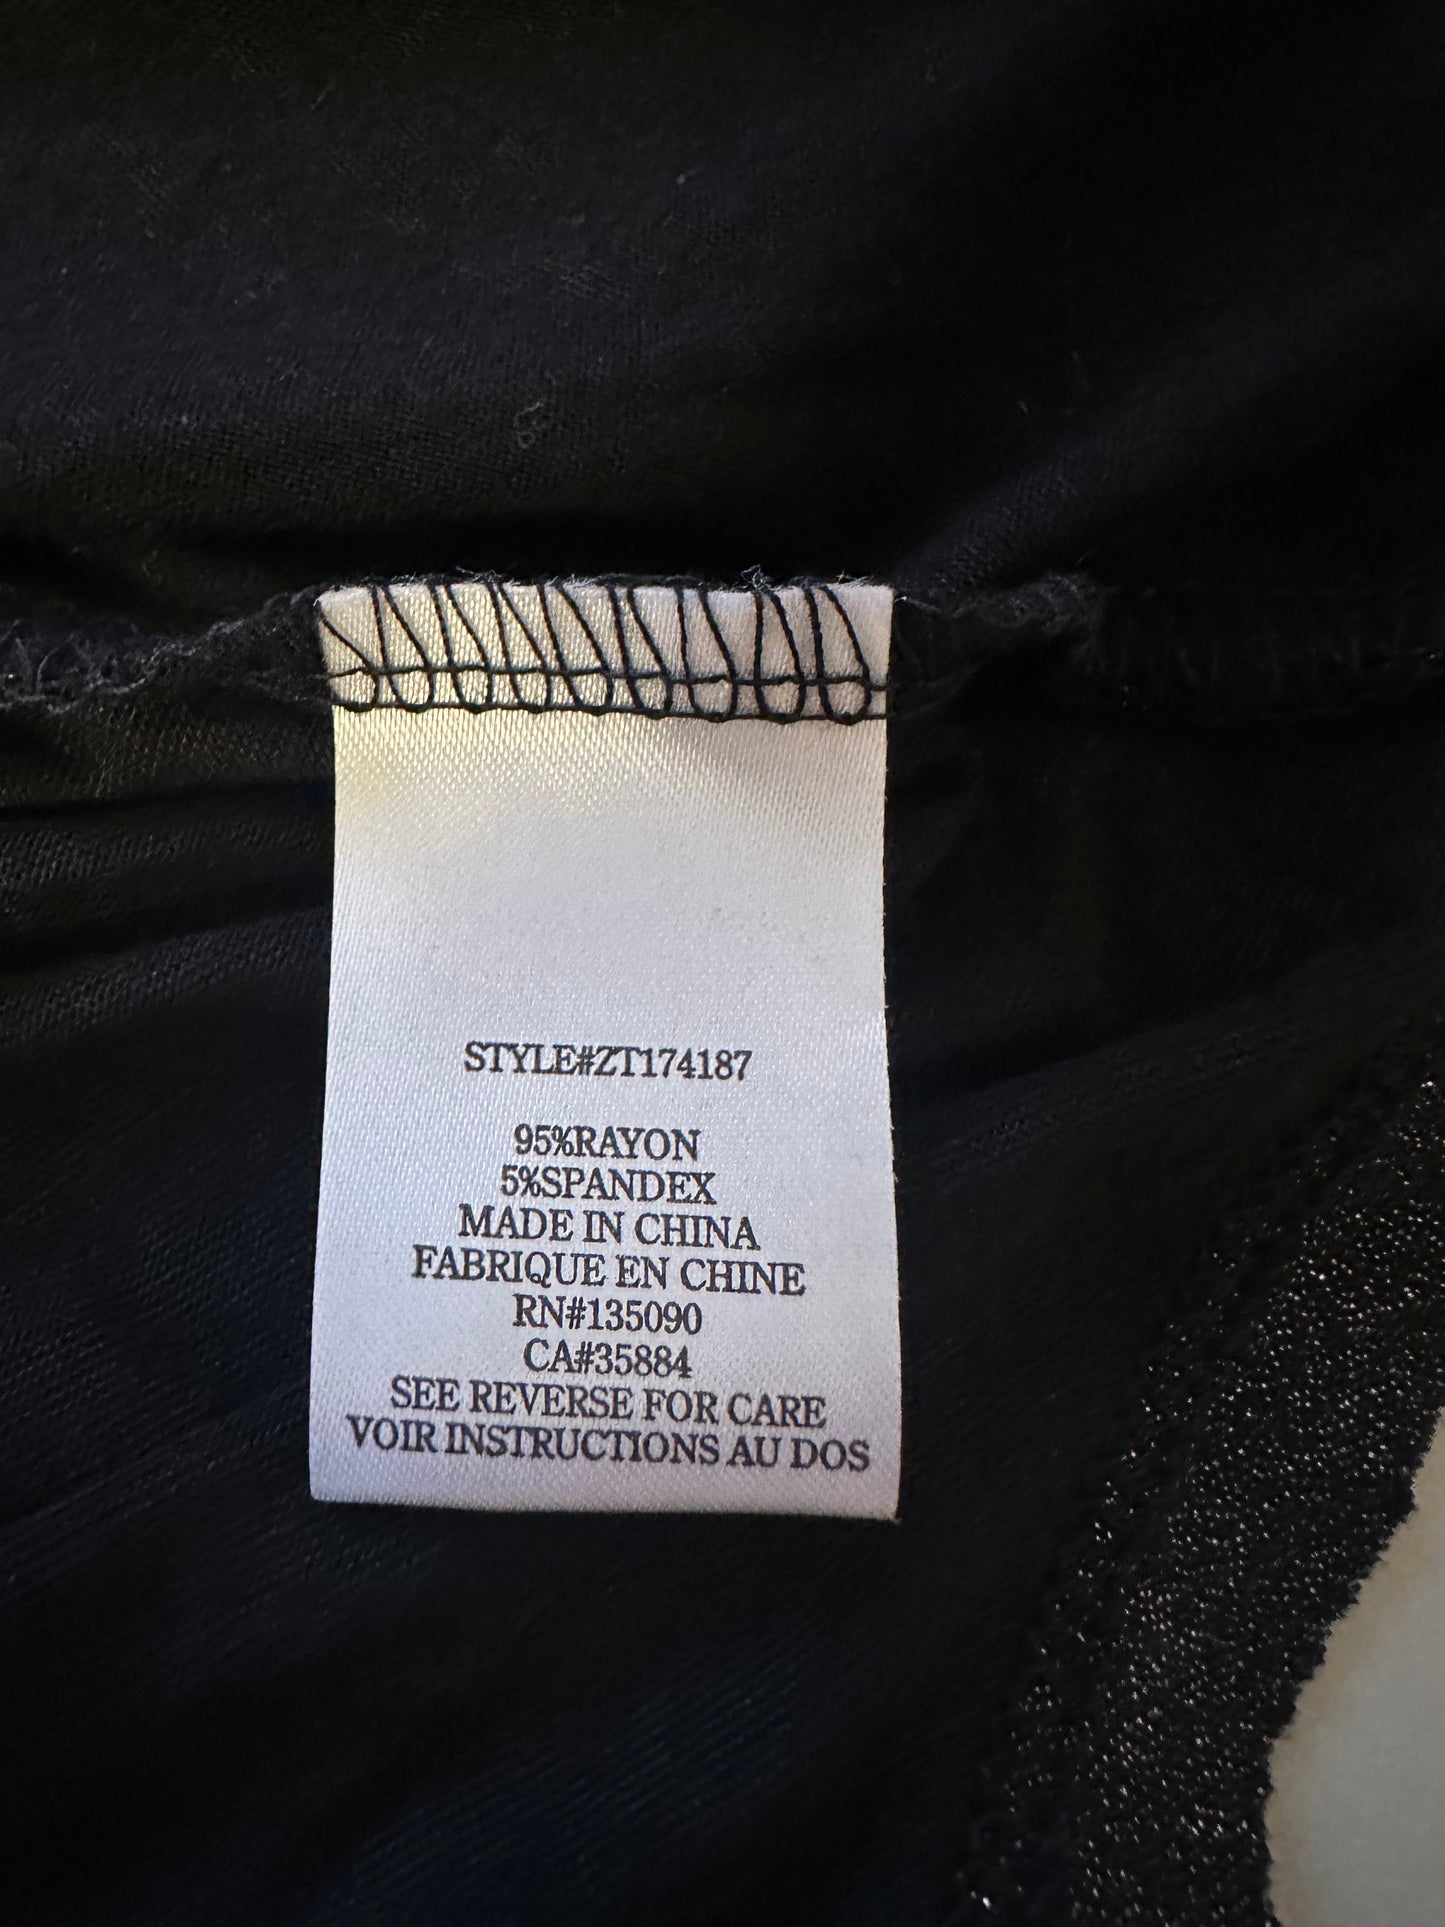 STYLE#ZT174187
95%RAYON
5%SPANDEX
MADE IN CHINA
FABRIQUE EN CHINE
RN#135090
CA#35884
SEE REVERSE FOR CARE
VOIR INSTRUCTIONS AU DOS